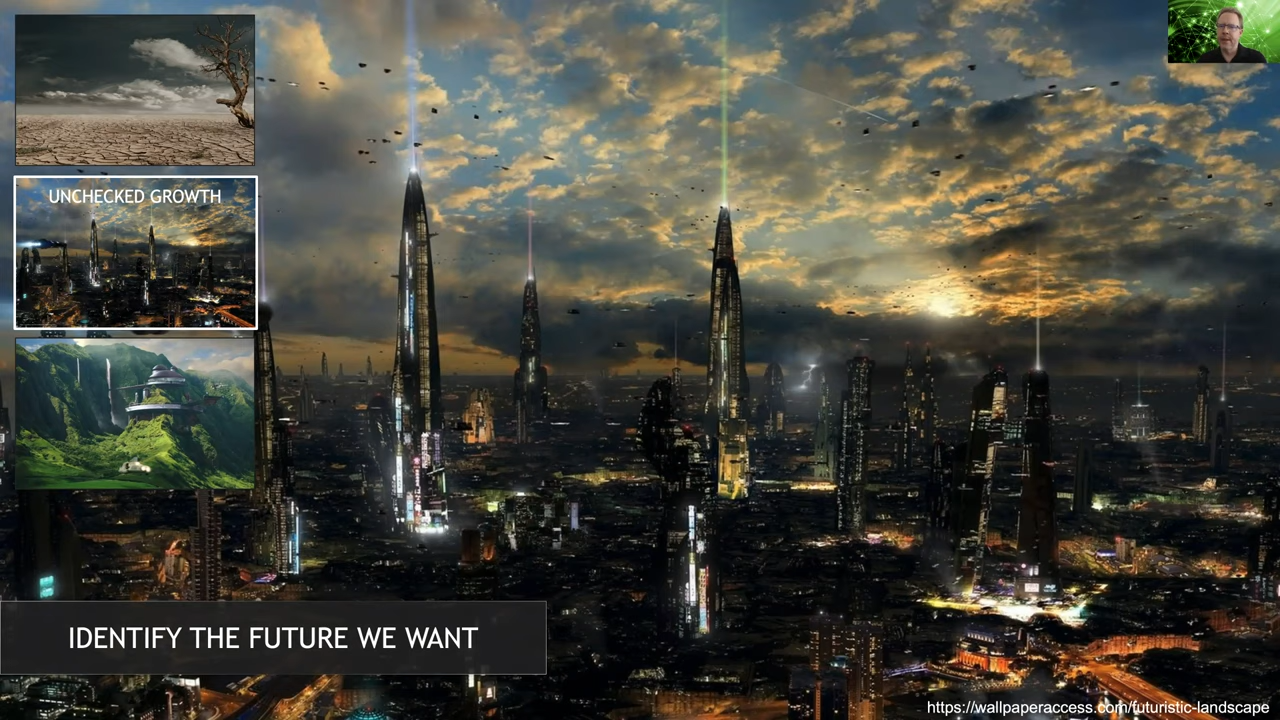 UNCHECKED GROWTH
IDENTIFY THE FUTURE WE WANT
https://wallpaperaccess.com/futuristic-landscape